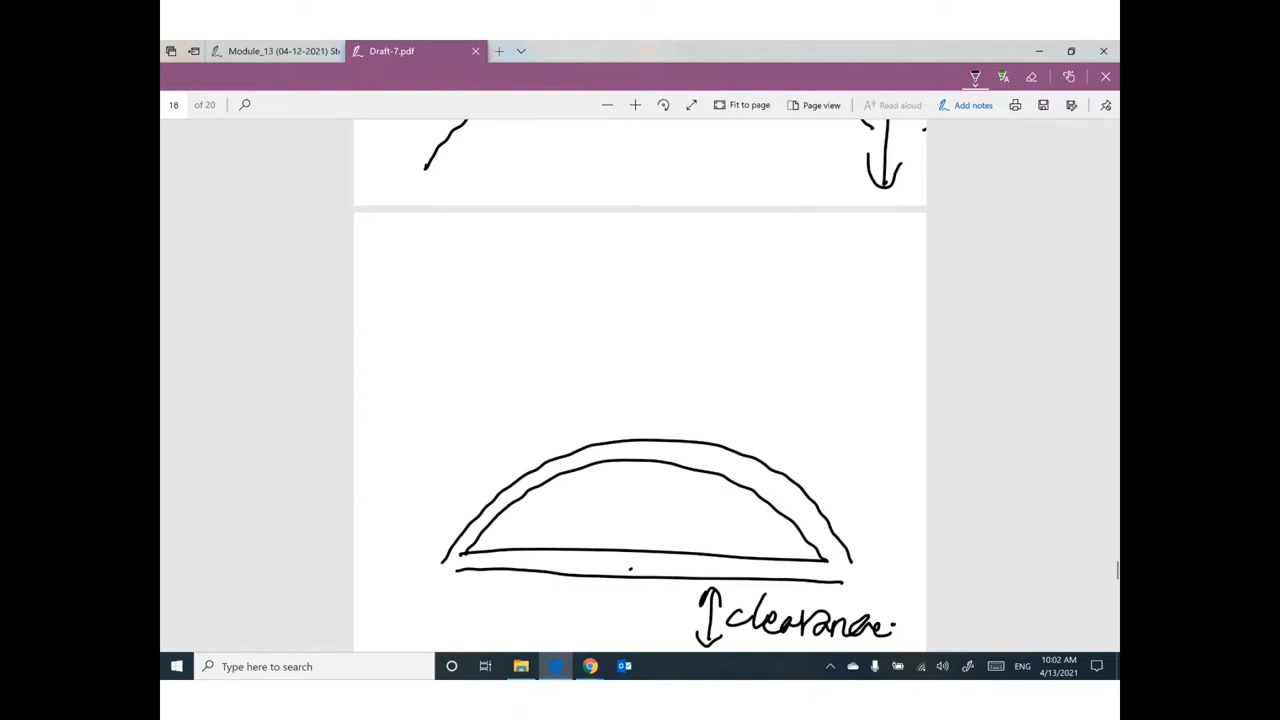 Module_13 (04-12-2021) Ste
Draft-7.pdf
18 of 20
Fit to page
Page view
Read aloud
Add notes
clearance.
Type here to search
ENG
10:02 AM
4/13/2021